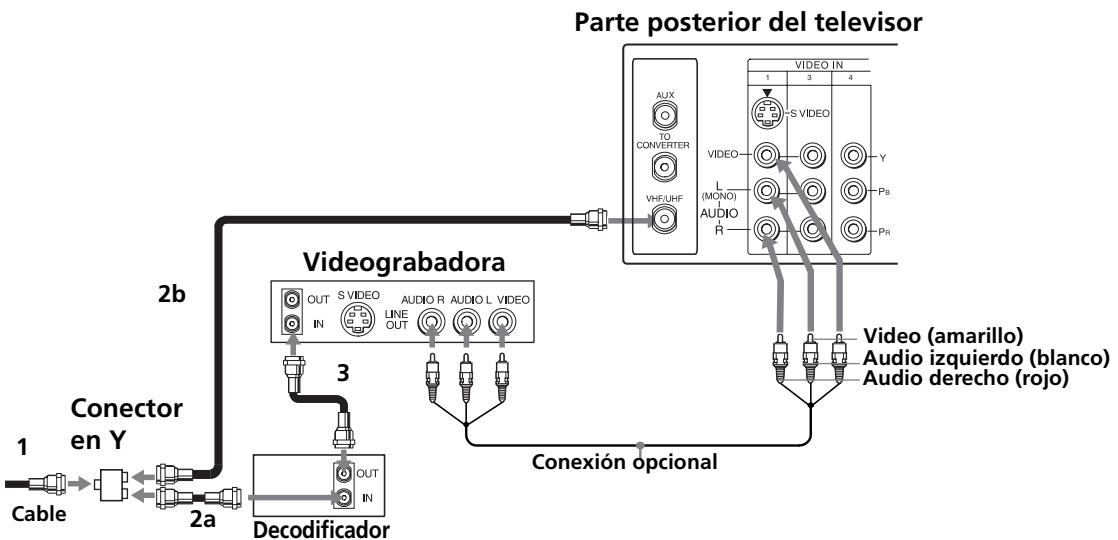 Parte posterior del televisor
VIDEO IN
1 3 4
AUX
S VIDEO
TO
CONVERTER
VIDEO
Y
L
(MONO)
PB
VHF/UHF
AUDIO
R
PR
Videograbadora
2b
OUT
S VIDEO
AUDIO R AUDIO L VIDEO
IN
LINE
OUT
Video (amarillo)
Audio izquierdo (blanco)
Audio derecho (rojo)
3
Conector
en Y
1
Conexión opcional
OUT
IN
Cable
2a
Decodificador